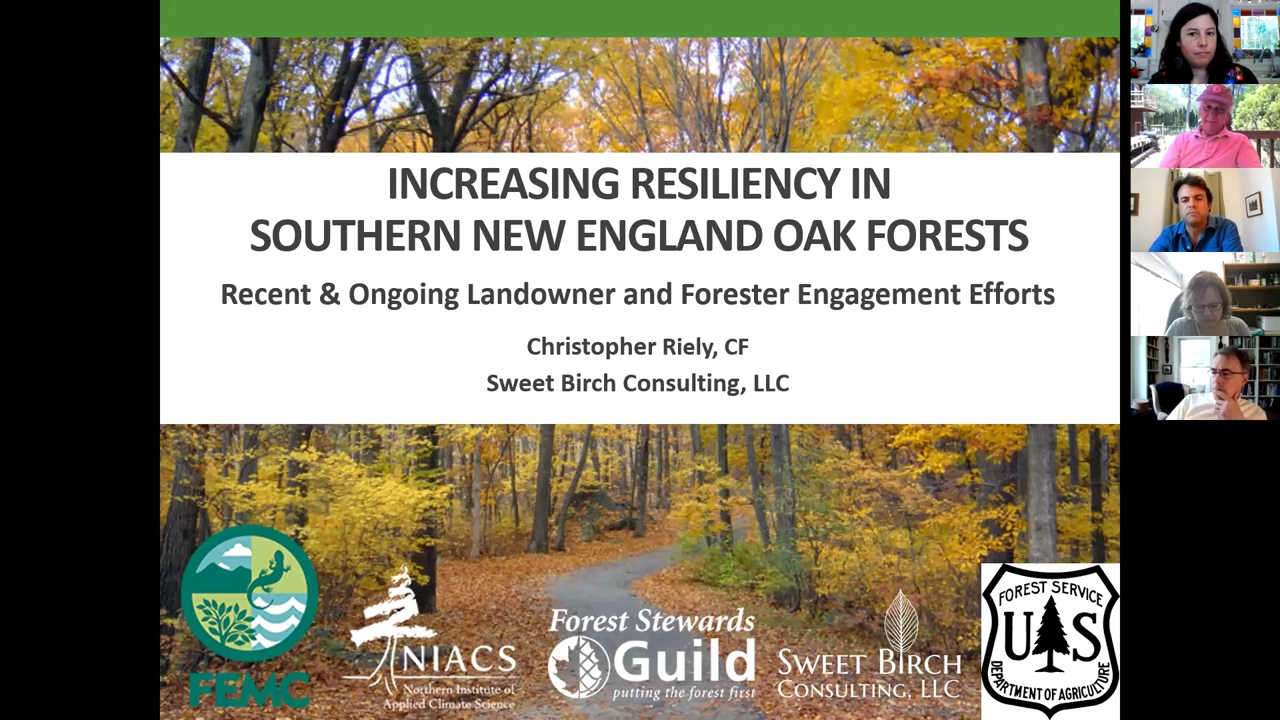 INCREASING RESILIENCY IN
SOUTHERN NEW ENGLAND OAK FORESTS
Recent & Ongoing Landowner and Forester Engagement Efforts
Christopher Riely, CF
Sweet Birch Consulting, LLC
FEMC
NIACS
Northern Institute of
Applied Climate Science
Forest Stewards
Guild
putting the forest first
SWEET BIRCH
CONSULTING, LLC
FOREST SERVICE
U S
DEPARTMENT OF AGRICULTURE